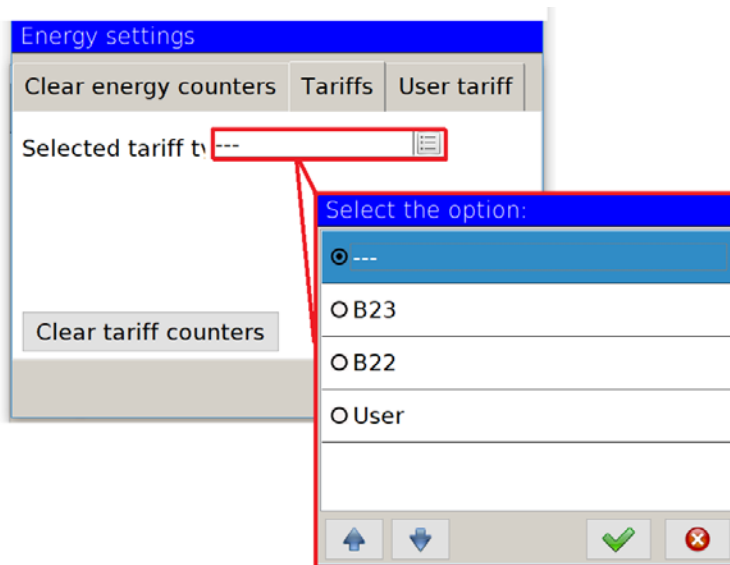 Energy settings
Clear energy counters Tariffs User tariff
Selected tariff ty ---
Clear tariff counters
Select the option:
---
B23
B22
User